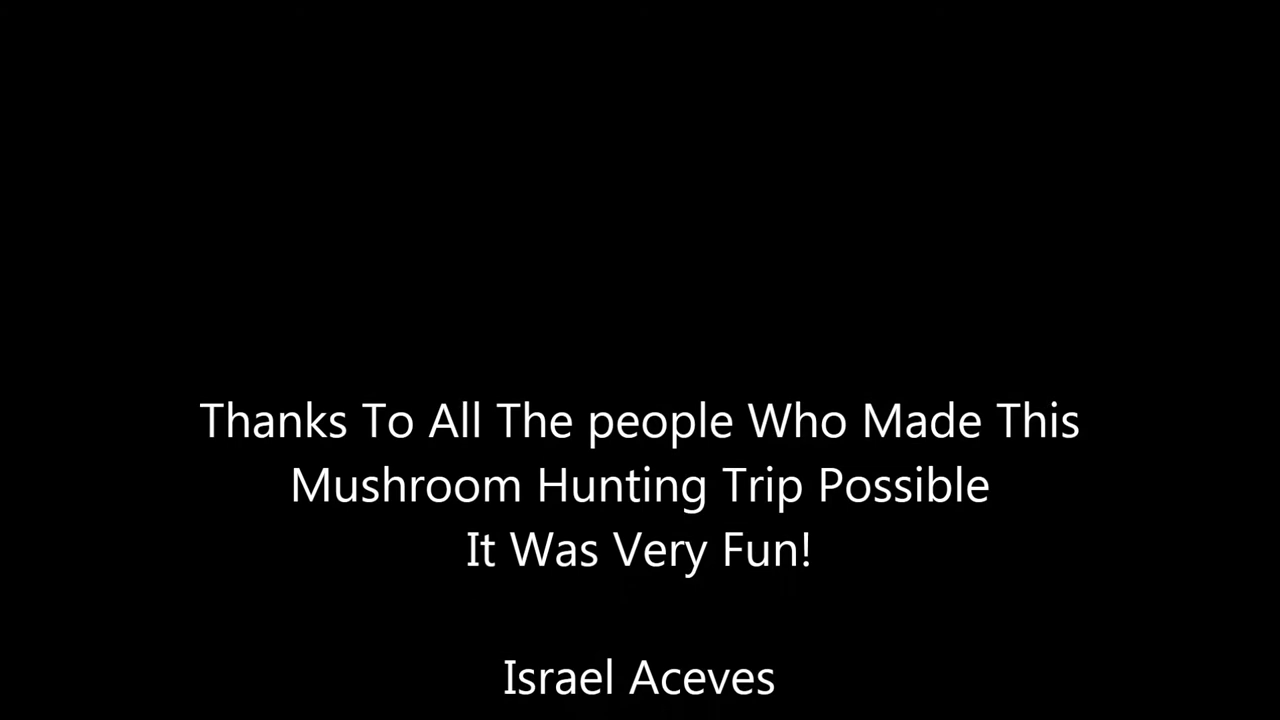 Thanks To All The people Who Made This
Mushroom Hunting Trip Possible
It Was Very Fun!
Israel Aceves